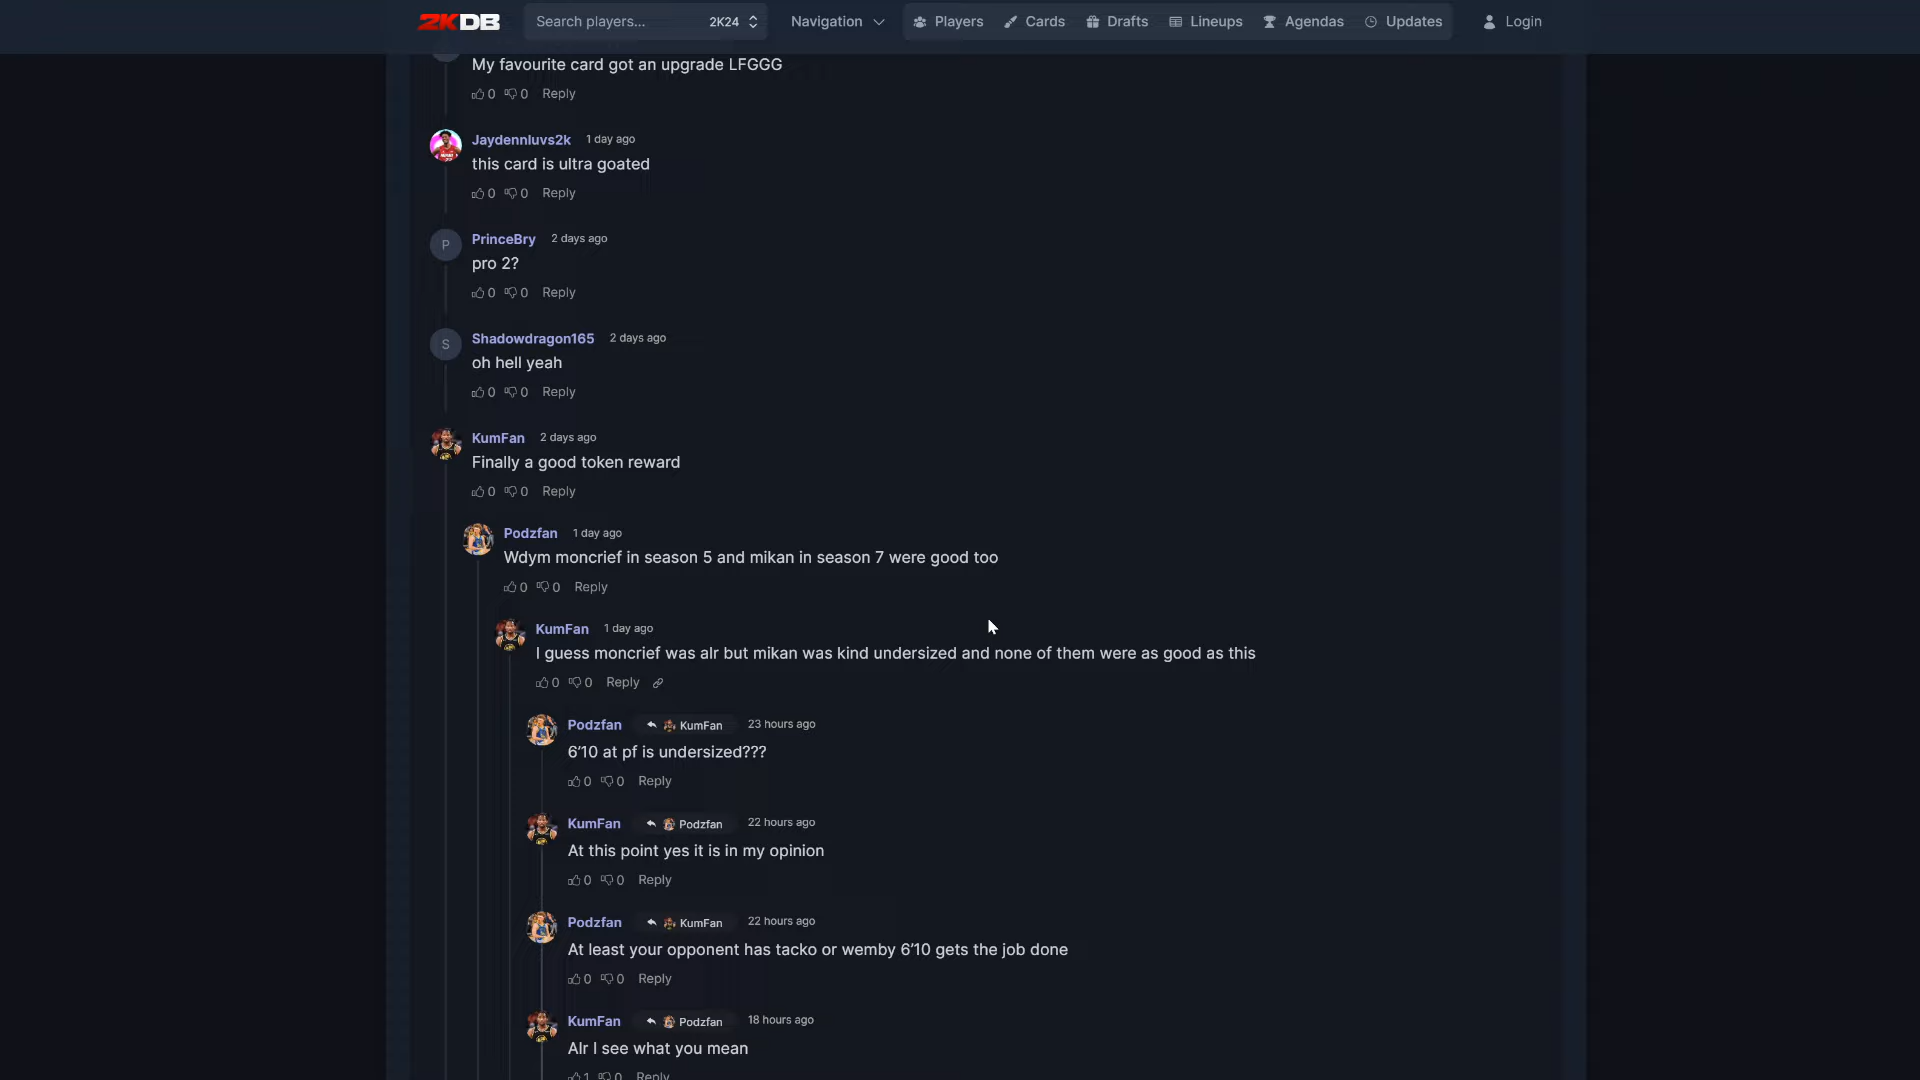 2KDB Search players... 2K24 Navigation Players Cards Drafts Lineups Agendas Updates Login
My favourite card got an upgrade LFGGG
0 0 Reply
Jaydennluvs2k 1 day ago
this card is ultra goated
0 0 Reply
P PrinceBry 2 days ago
pro 2?
0 0 Reply
S Shadowdragon165 2 days ago
oh hell yeah
0 0 Reply
KumFan 2 days ago
Finally a good token reward
0 0 Reply
Podzfan 1 day ago
Wdym moncrief in season 5 and mikan in season 7 were good too
0 0 Reply
KumFan 1 day ago
I guess moncrief was alr but mikan was kind undersized and none of them were as good as this
0 0 Reply
Podzfan KumFan 23 hours ago
6'10 at pf is undersized???
0 0 Reply
KumFan Podzfan 22 hours ago
At this point yes it is in my opinion
0 0 Reply
Podzfan KumFan 22 hours ago
At least your opponent has tacko or wemby 6'10 gets the job done
0 0 Reply
KumFan Podzfan 18 hours ago
Alr I see what you mean
1 0 Reply